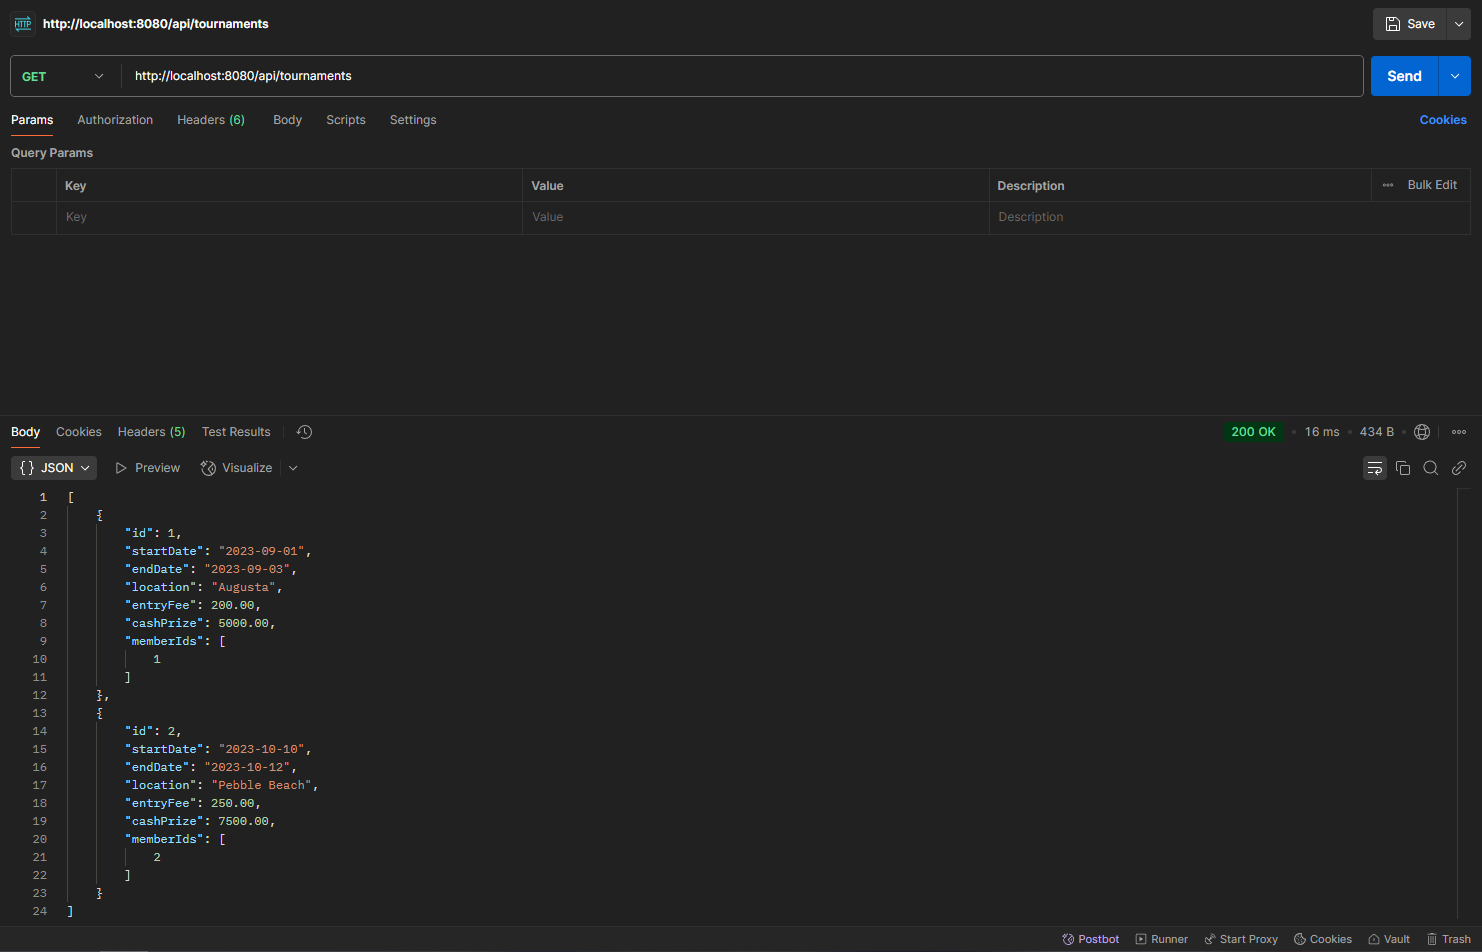 HTTP http://localhost:8080/api/tournaments Save
GET http://localhost:8080/api/tournaments Send
Params Authorization Headers (6) Body Scripts Settings Cookies
Query Params
Key Value Description Bulk Edit
Key Value Description
Body Cookies Headers (5) Test Results 200 OK • 16 ms • 434 B •
{} JSON Preview Visualize
1 [
2 {
3 "id": 1,
4 "startDate": "2023-09-01",
5 "endDate": "2023-09-03",
6 "location": "Augusta",
7 "entryFee": 200.00,
8 "cashPrize": 5000.00,
9 "memberIds": [
10 1
11 ]
12 },
13 {
14 "id": 2,
15 "startDate": "2023-10-10",
16 "endDate": "2023-10-12",
17 "location": "Pebble Beach",
18 "entryFee": 250.00,
19 "cashPrize": 7500.00,
20 "memberIds": [
21 2
22 ]
23 }
24 ]
Postbot Runner Start Proxy Cookies Vault Trash